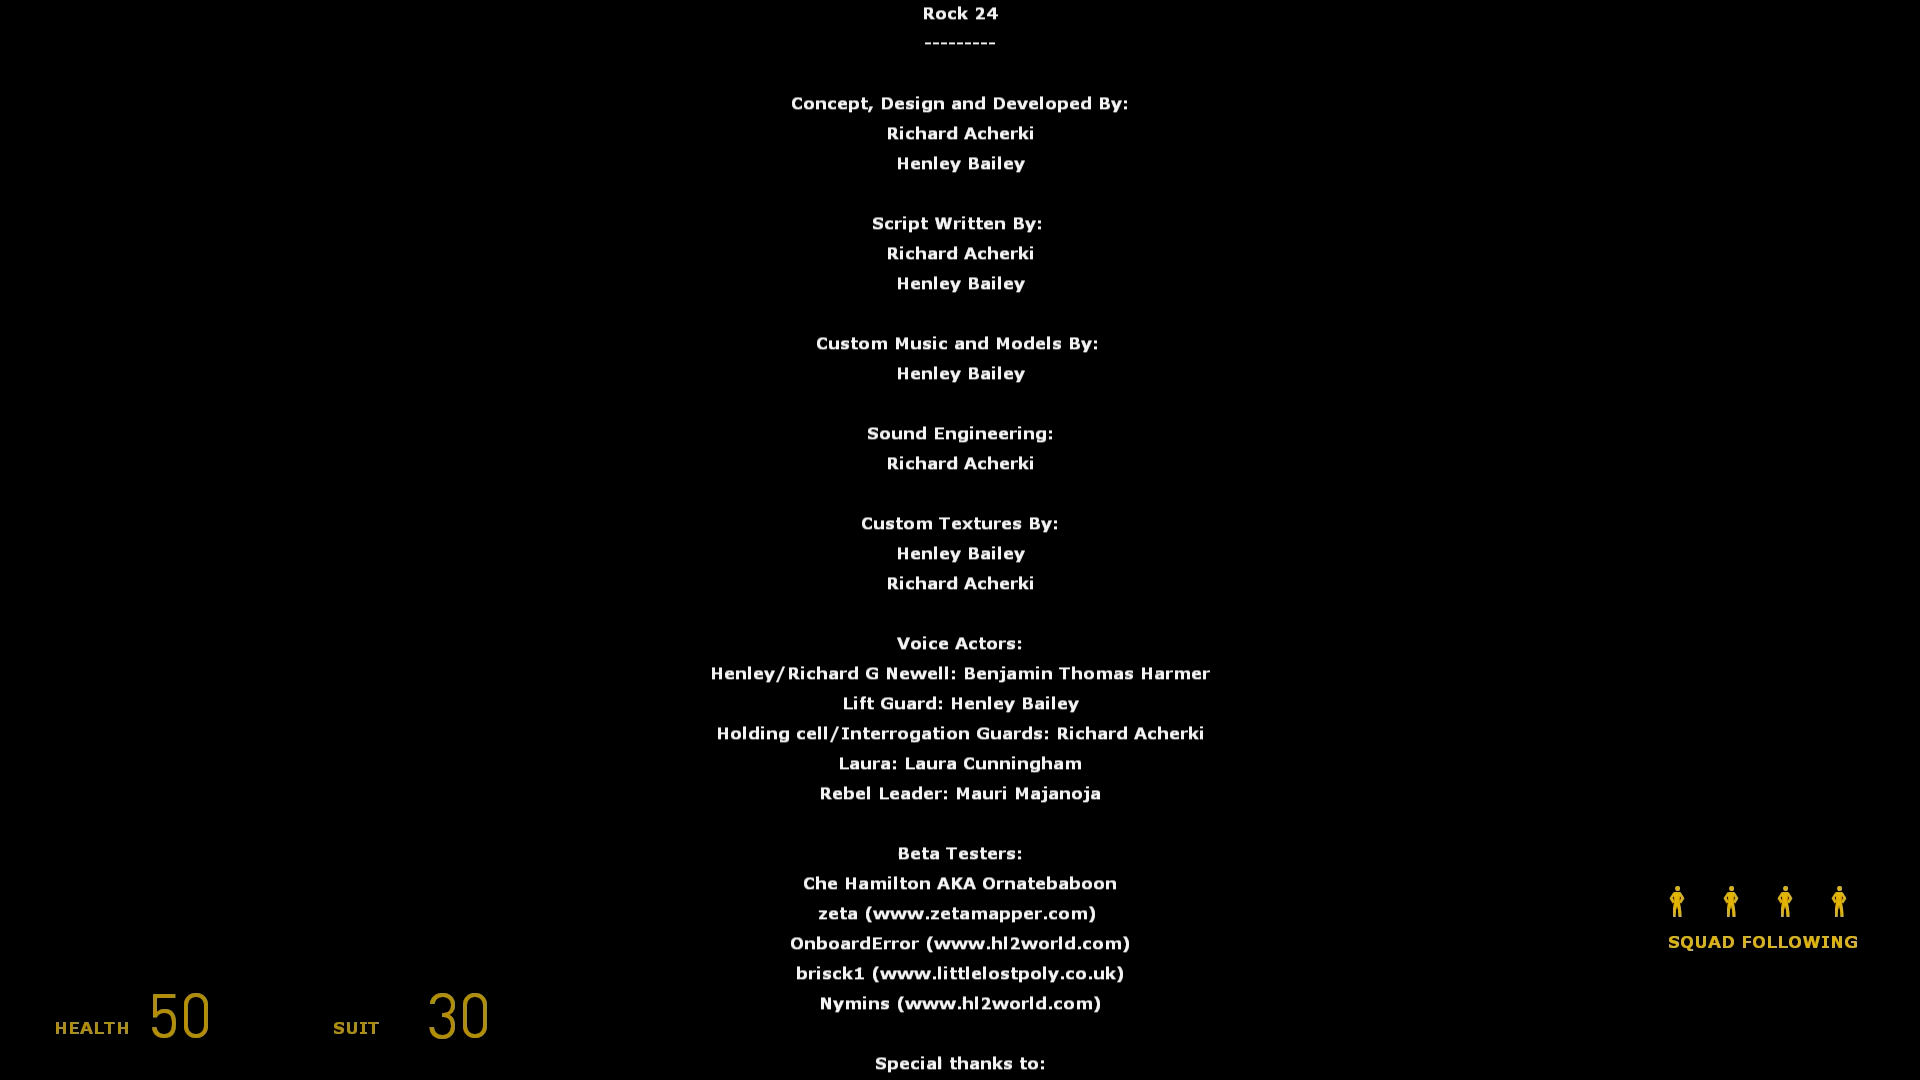 Rock 24
---------
Concept, Design and Developed By:
Richard Acherki
Henley Bailey
Script Written By:
Richard Acherki
Henley Bailey
Custom Music and Models By:
Henley Bailey
Sound Engineering:
Richard Acherki
Custom Textures By:
Henley Bailey
Richard Acherki
Voice Actors:
Henley/Richard G Newell: Benjamin Thomas Harmer
Lift Guard: Henley Bailey
Holding cell/Interrogation Guards: Richard Acherki
Laura: Laura Cunningham
Rebel Leader: Mauri Majanoja
Beta Testers:
Che Hamilton AKA Ornatebaboon
zeta (www.zetamapper.com)
OnboardError (www.hl2world.com)
brisck1 (www.littlelostpoly.co.uk)
Nymins (www.hl2world.com)
Special thanks to:
SQUAD FOLLOWING
HEALTH 50
SUIT 30